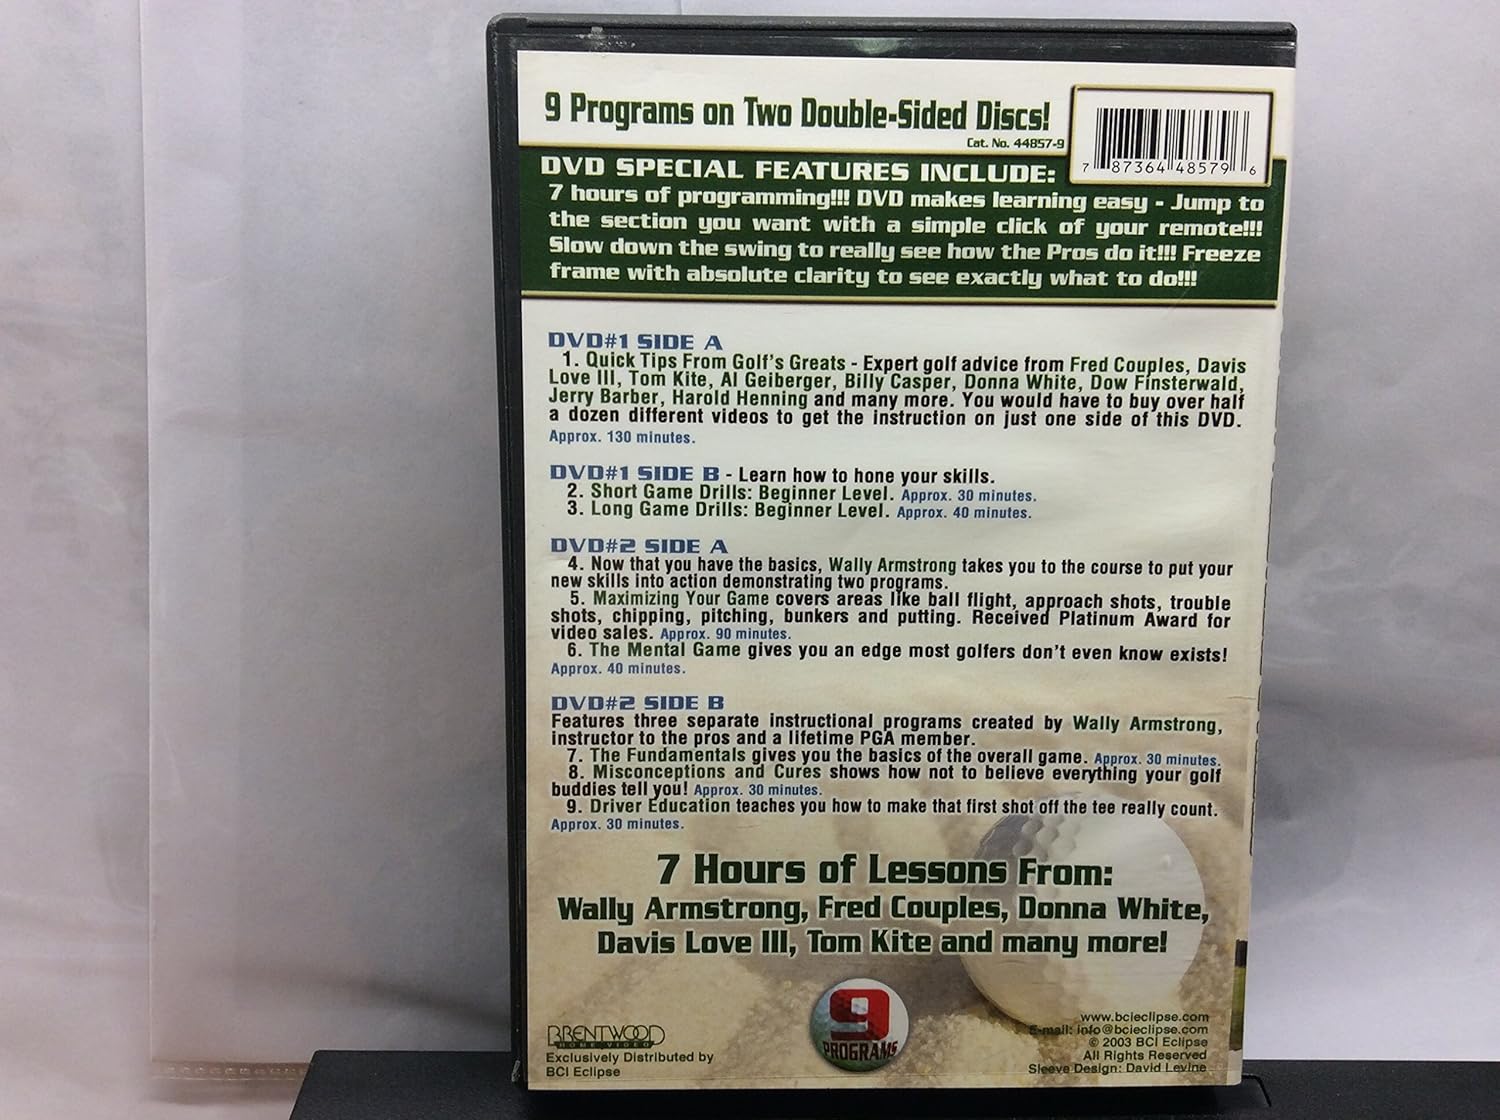 9 Programs on Two Double-Sided Discs!
Cat. No. 44857-9
7 87364 48579 6
DVD SPECIAL FEATURES INCLUDE:
7 hours of programming!!! DVD makes learning easy - Jump to
the section you want with a simple click of your remote!!!
Slow down the swing to really see how the Pros do it!!! Freeze
frame with absolute clarity to see exactly what to do!!!
DVD#1 SIDE A
1. Quick Tips From Golf's Greats - Expert golf advice from Fred Couples, Davis
Love III, Tom Kite, Al Geiberger, Billy Casper, Donna White, Dow Finsterwald,
Jerry Barber, Harold Henning and many more. You would have to buy over half
a dozen different videos to get the instruction on just one side of this DVD.
Approx. 130 minutes.
DVD#1 SIDE B - Learn how to hone your skills.
2. Short Game Drills: Beginner Level. Approx. 30 minutes.
3. Long Game Drills: Beginner Level. Approx. 40 minutes.
DVD#2 SIDE A
4. Now that you have the basics, Wally Armstrong takes you to the course to put your
new skills into action demonstrating two programs.
5. Maximizing Your Game covers areas like ball flight, approach shots, trouble
shots, chipping, pitching, bunkers and putting. Received Platinum Award for
video sales. Approx. 90 minutes.
6. The Mental Game gives you an edge most golfers don't even know exists!
Approx. 40 minutes.
DVD#2 SIDE B
Features three separate instructional programs created by Wally Armstrong,
instructor to the pros and a lifetime PGA member.
7. The Fundamentals gives you the basics of the overall game. Approx. 30 minutes.
8. Misconceptions and Cures shows how not to believe everything your golf
buddies tell you! Approx. 30 minutes.
9. Driver Education teaches you how to make that first shot off the tee really count.
Approx. 30 minutes.
7 Hours of Lessons From:
Wally Armstrong, Fred Couples, Donna White,
Davis Love III, Tom Kite and many more!
9
PROGRAMS
BRENTWOOD
HOME VIDEO
Exclusively Distributed by
BCI Eclipse
www.bcieclipse.com
E-mail: info@bcieclipse.com
© 2003 BCI Eclipse
All Rights Reserved
Sleeve Design: David Levine